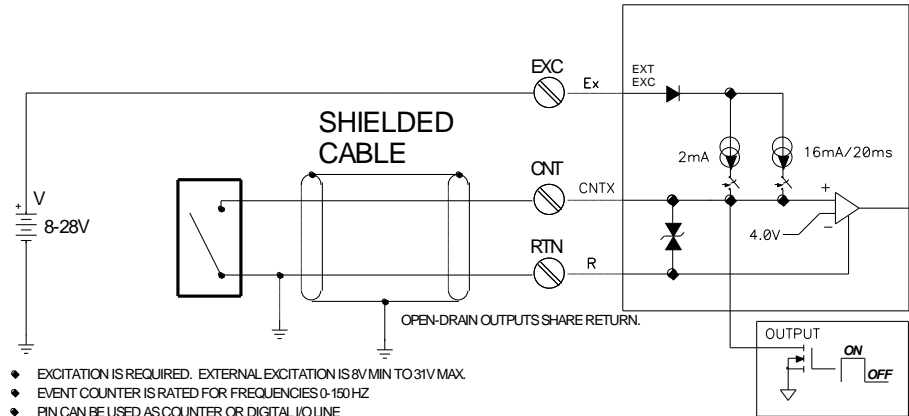 EXC
Ex
EXT
EXC
SHIELDED
CABLE
2mA
16mA/20ms
CNT
CNTX
+
V
+
8-28V
4.0V
-
RTN
R
OPEN-DRAIN OUTPUTS SHARE RETURN.
OUTPUT
ON
OFF
EXCITATION IS REQUIRED. EXTERNAL EXCITATION IS 8V MIN TO 31V MAX.
EVENT COUNTER IS RATED FOR FREQUENCIES 0-150 HZ
PIN CAN BE USED AS COUNTER OR DIGITAL I/O LINE